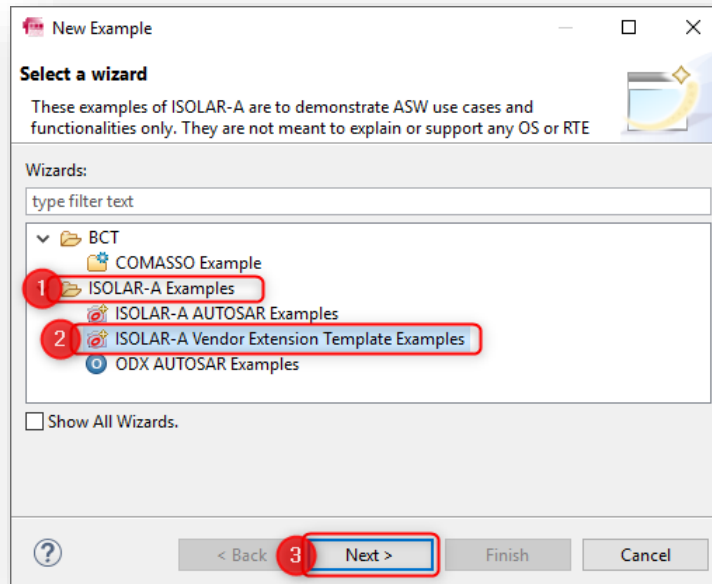 New Example
Select a wizard
These examples of ISOLAR-A are to demonstrate ASW use cases and
functionalities only. They are not meant to explain or support any OS or RTE
Wizards:
type filter text
BCT
COMASSO Example
1 ISOLAR-A Examples
ISOLAR-A AUTOSAR Examples
2 ISOLAR-A Vendor Extension Template Examples
ODX AUTOSAR Examples
Show All Wizards.
? < Back 3 Next > Finish Cancel